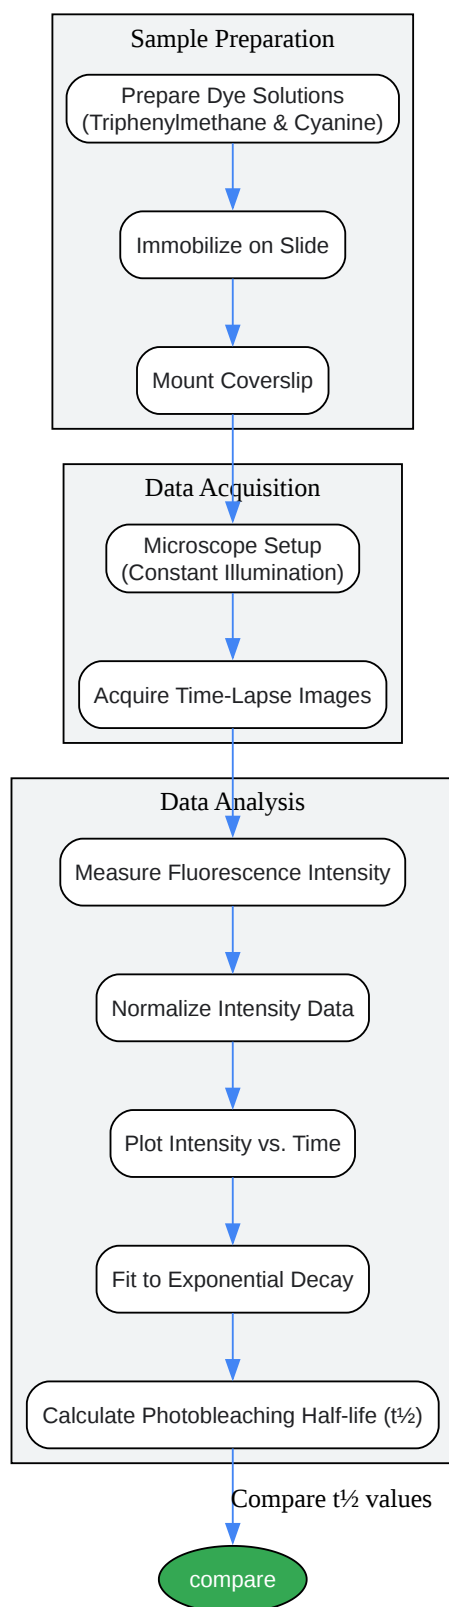 Sample Preparation
Prepare Dye Solutions
(Triphenylmethane & Cyanine)
Immobilize on Slide
Mount Coverslip
Data Acquisition
Microscope Setup
(Constant Illumination)
Acquire Time-Lapse Images
Data Analysis
Measure Fluorescence Intensity
Normalize Intensity Data
Plot Intensity vs. Time
Fit to Exponential Decay
Calculate Photobleaching Half-life (t½)
Compare t½ values
compare